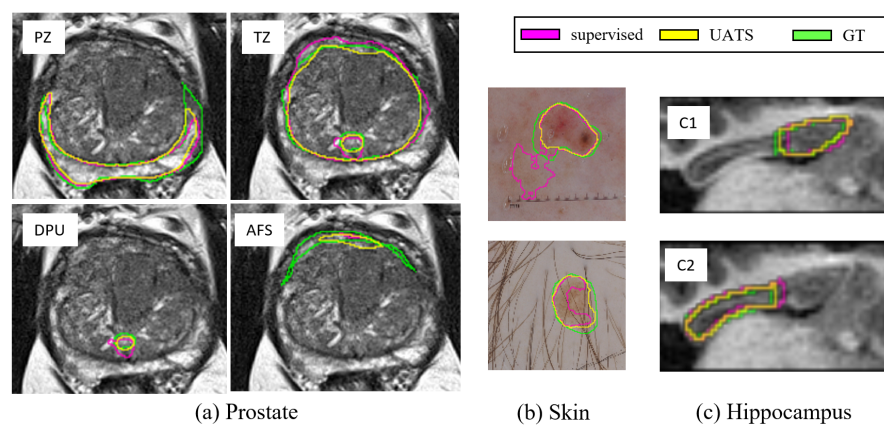 PZ
TZ
supervised UATS GT
C1
DPU
AFS
C2
(a) Prostate
(b) Skin
(c) Hippocampus